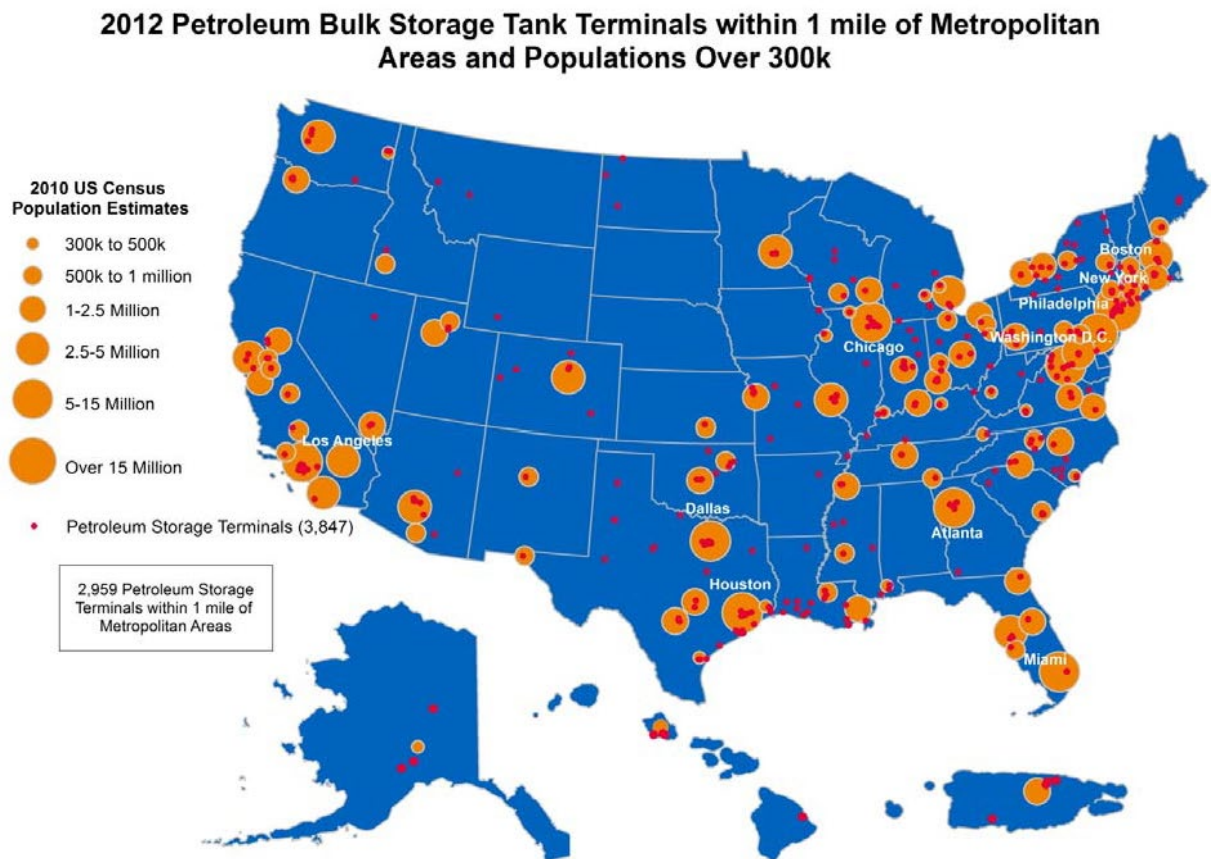 2012 Petroleum Bulk Storage Tank Terminals within 1 mile of Metropolitan
Areas and Populations Over 300k
2010 US Census
Population Estimates
300k to 500k
500k to 1 million
1-2.5 Million
2.5-5 Million
5-15 Million
Over 15 Million
Petroleum Storage Terminals (3,847)
2,959 Petroleum Storage
Terminals within 1 mile of
Metropolitan Areas
Boston
New York
Philadelphia
Washington D.C.
Chicago
Los Angeles
Dallas
Atlanta
Houston
Miami